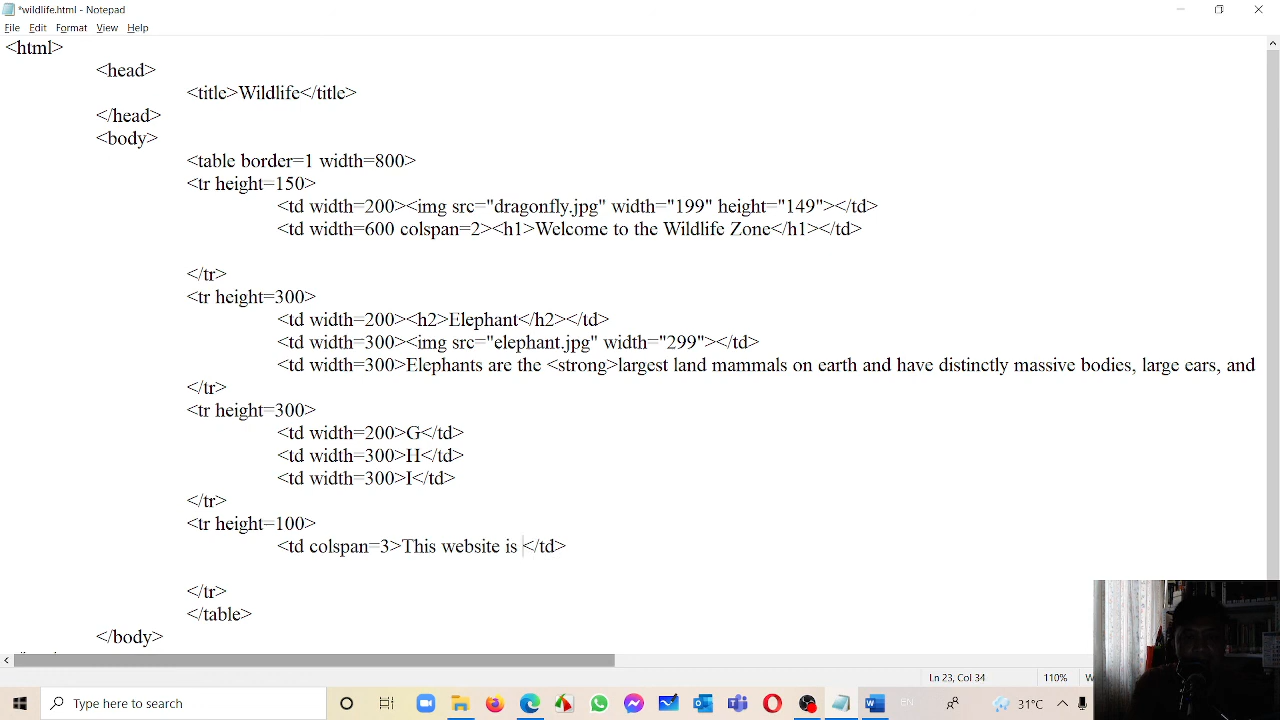 *wildlife.html - Notepad
File Edit Format View Help
<html>
<head>
<title>Wildlife</title>
</head>
<body>
<table border=1 width=800>
<tr height=150>
<td width=200><img src="dragonfly.jpg" width="199" height="149"></td>
<td width=600 colspan=2><h1>Welcome to the Wildlife Zone</h1></td>
</tr>
<tr height=300>
<td width=200><h2>Elephant</h2></td>
<td width=300><img src="elephant.jpg" width="299"></td>
<td width=300>Elephants are the <strong>largest land mammals on earth and have distinctly massive bodies, large ears, and
</tr>
<tr height=300>
<td width=200>G</td>
<td width=300>H</td>
<td width=300>I</td>
</tr>
<tr height=100>
<td colspan=3>This website is </td>
</tr>
</table>
</body>
Ln 23, Col 34 110%
Type here to search
ENG 31°C